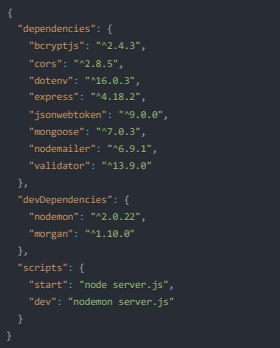 {
  "dependencies": {
    "bcryptjs": "^2.4.3",
    "cors": "^2.8.5",
    "dotenv": "^16.0.3",
    "express": "^4.18.2",
    "jsonwebtoken": "^9.0.0",
    "mongoose": "^7.0.3",
    "nodemailer": "^6.9.1",
    "validator": "^13.9.0"
  },
  "devDependencies": {
    "nodemon": "^2.0.22",
    "morgan": "^1.10.0"
  },
  "scripts": {
    "start": "node server.js",
    "dev": "nodemon server.js"
  }
}